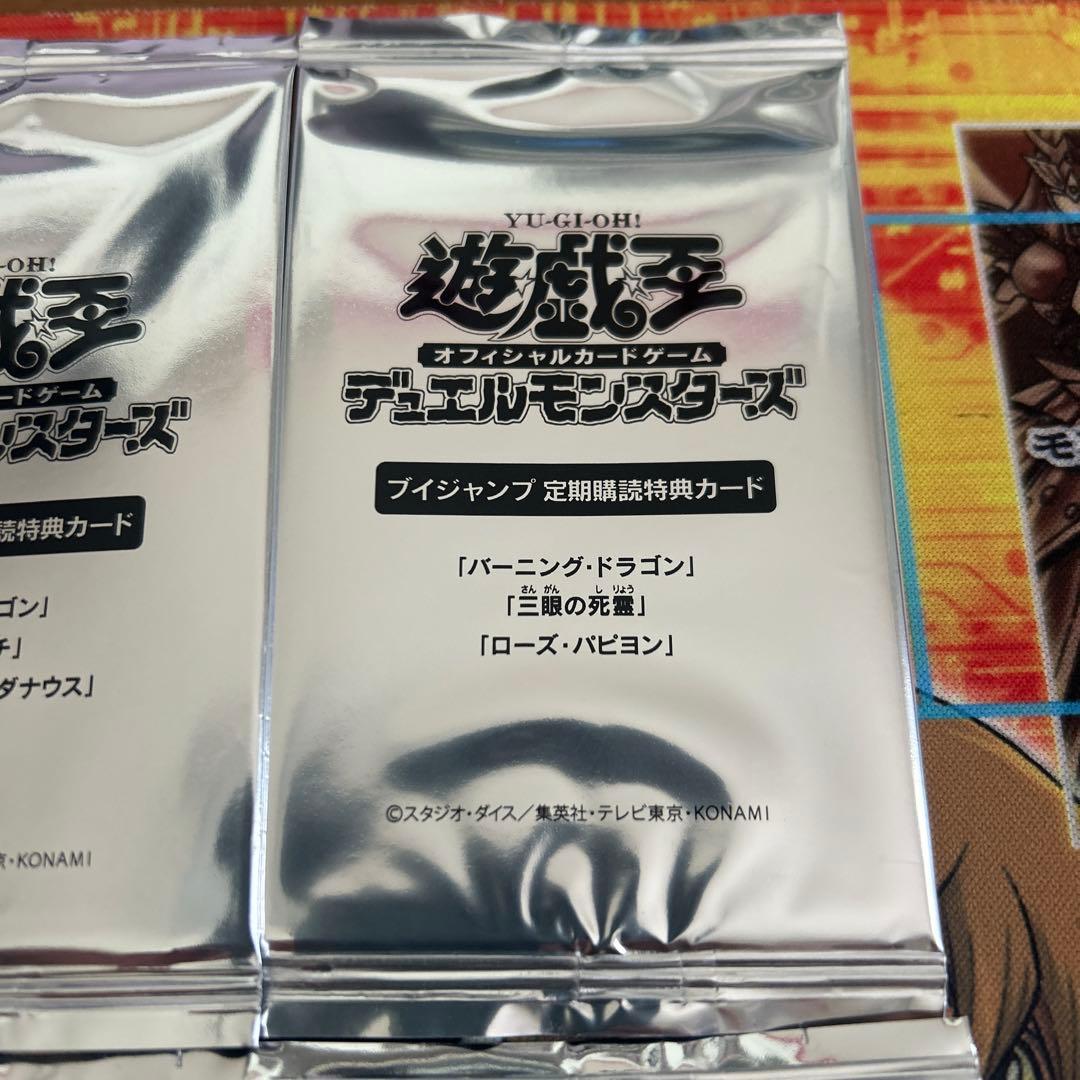 -OH!
戯王
ードゲーム
ンスターズ
読特典カード
ゴン」
チ」
ダナウス」
京・KONAMI
YU-GI-OH!
遊戯王
オフィシャルカードゲーム
デュエルモンスターズ
ブイジャンプ 定期購読特典カード
「バーニング・ドラゴン」
さん がん し りょう
「三眼の死霊」
「ローズ・パピヨン」
©スタジオ・ダイス/集英社・テレビ東京・KONAMI
モ